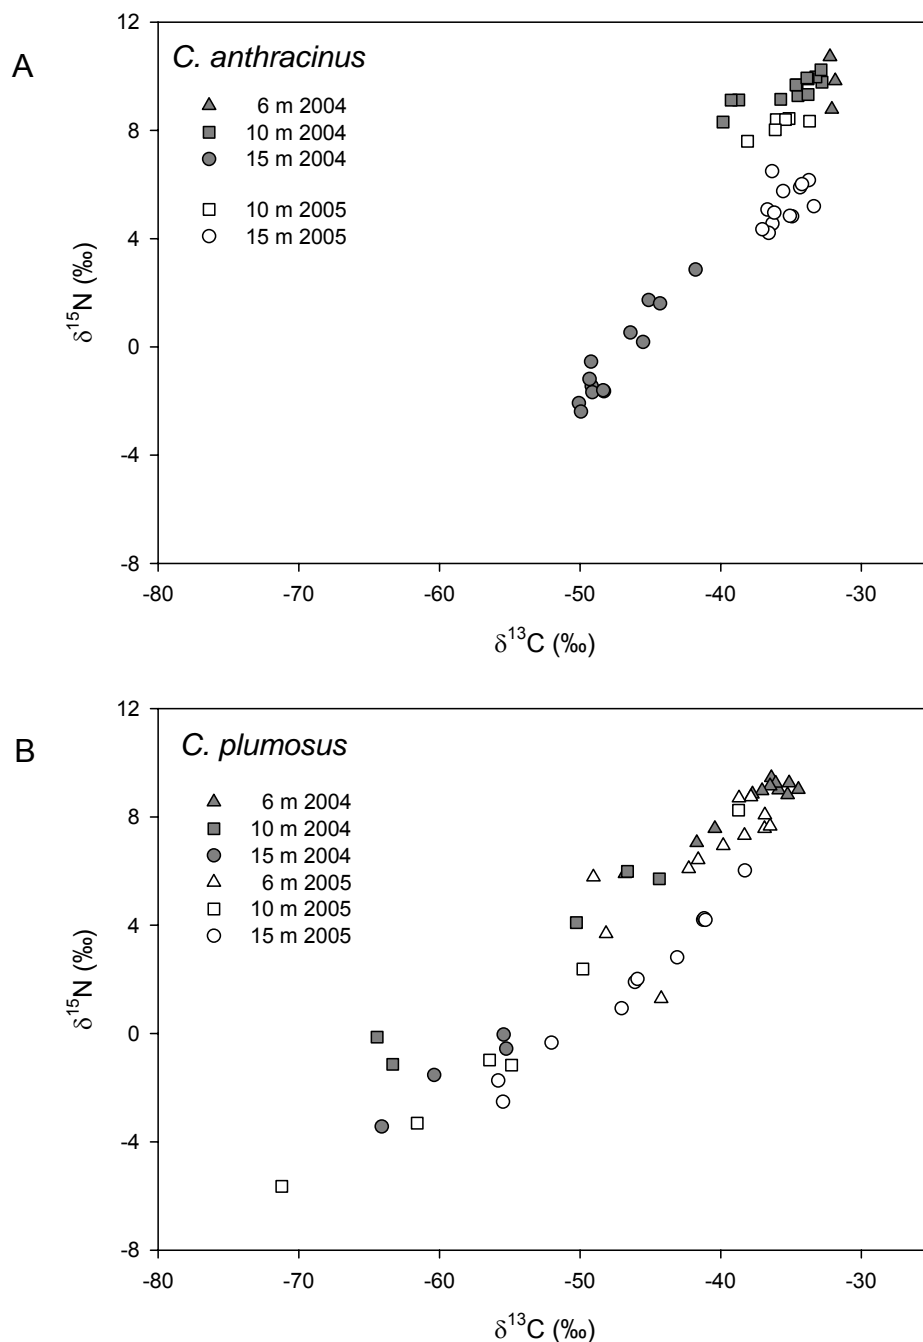 A
C. anthracinus
6 m 2004
10 m 2004
15 m 2004
10 m 2005
15 m 2005
12
8
4
0
-4
-8
δ15N (‰)
-80 -70 -60 -50 -40 -30
δ13C (‰)
B
C. plumosus
6 m 2004
10 m 2004
15 m 2004
6 m 2005
10 m 2005
15 m 2005
12
8
4
0
-4
-8
δ15N (‰)
-80 -70 -60 -50 -40 -30
δ13C (‰)